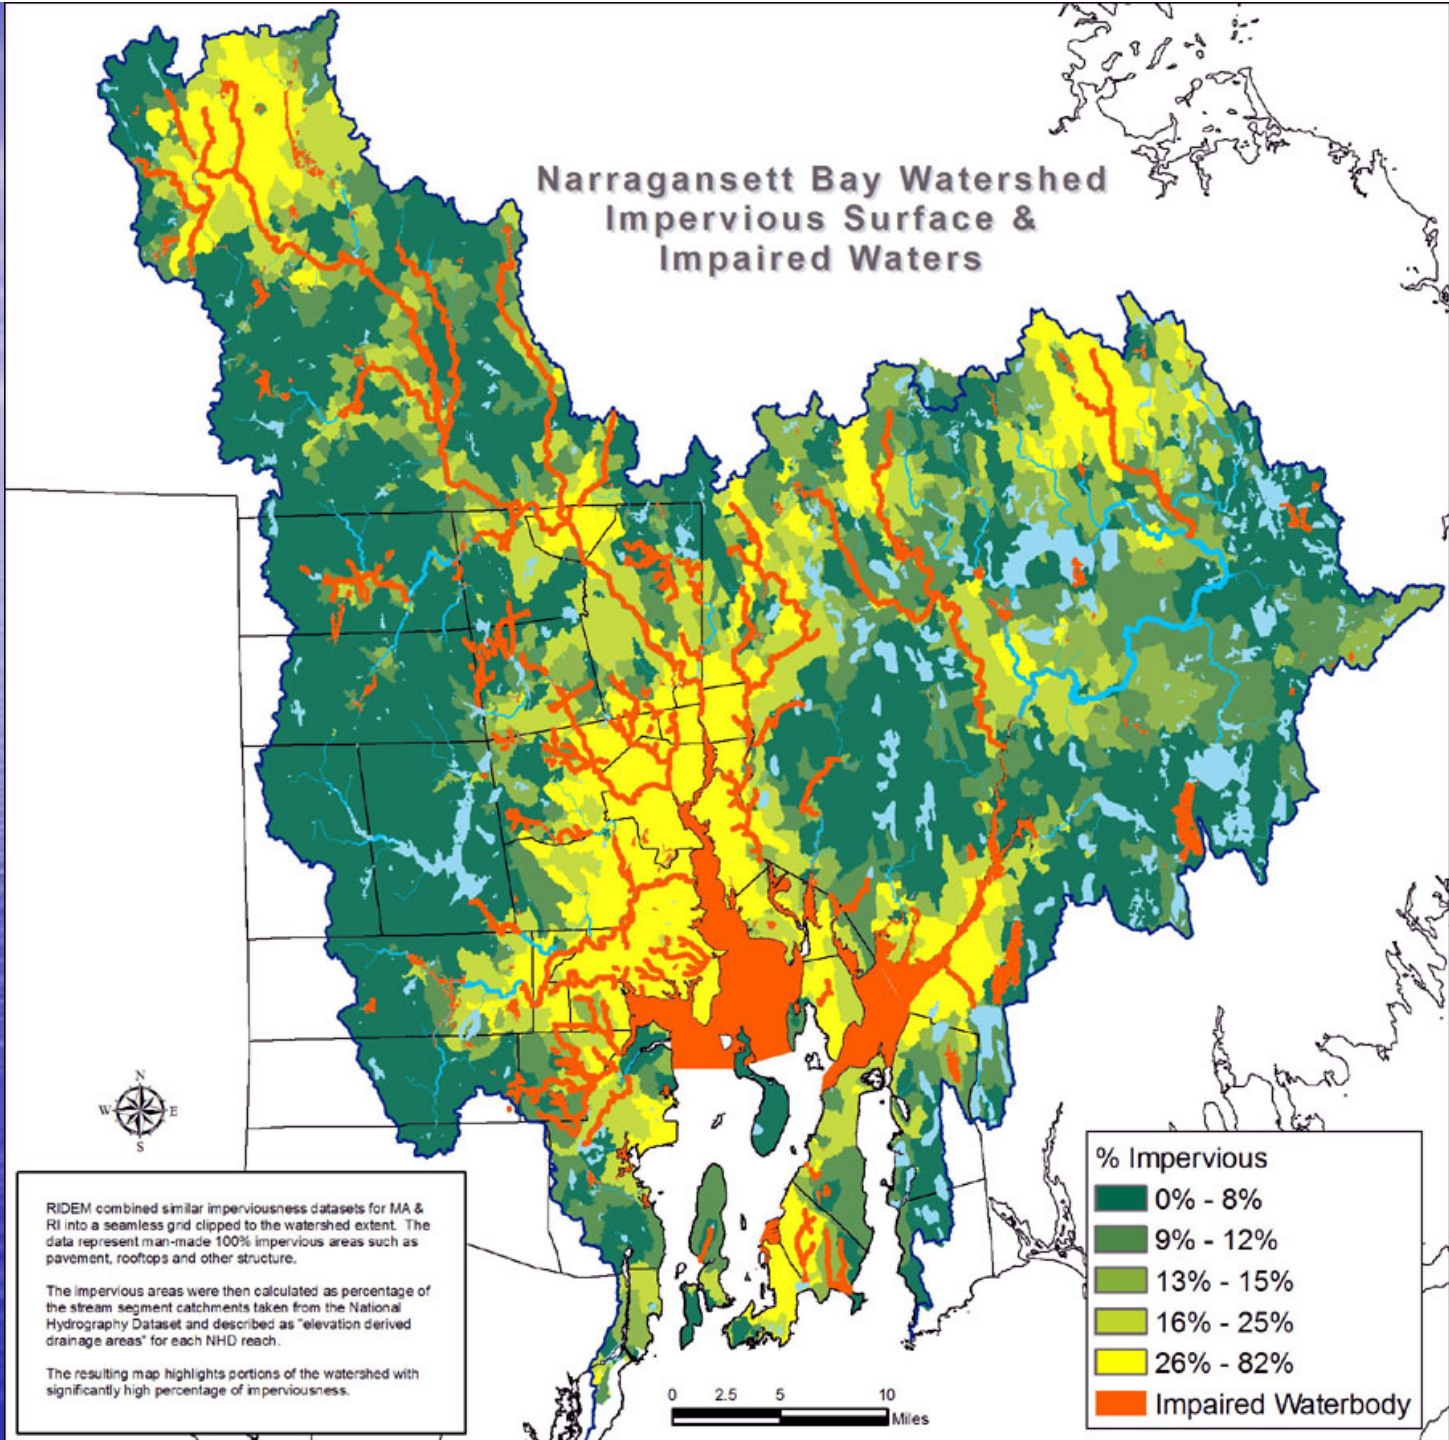 Narragansett Bay Watershed
Impervious Surface &
Impaired Waters
N
W E
S
RIDEM combined similar imperviousness datasets for MA &
RI into a seamless grid clipped to the watershed extent. The
data represent man-made 100% impervious areas such as
pavement, rooftops and other structure.
The impervious areas were then calculated as percentage of
the stream segment catchments taken from the National
Hydrography Dataset and described as "elevation derived
drainage areas" for each NHD reach.
The resulting map highlights portions of the watershed with
significantly high percentage of imperviousness.
0 2.5 5 10
Miles
% Impervious
0% - 8%
9% - 12%
13% - 15%
16% - 25%
26% - 82%
Impaired Waterbody